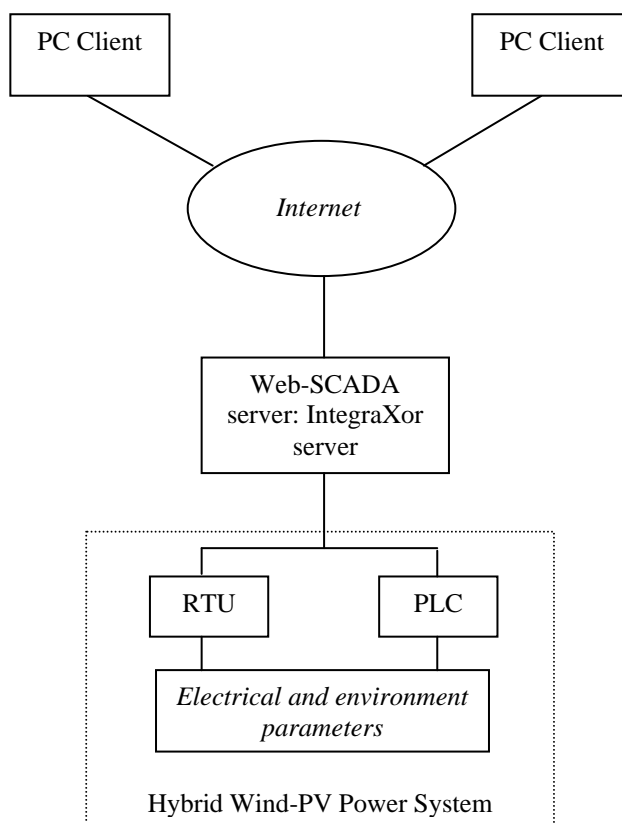 PC Client
PC Client
Internet
Web-SCADA
server: IntegraXor
server
RTU
PLC
Electrical and environment
parameters
Hybrid Wind-PV Power System